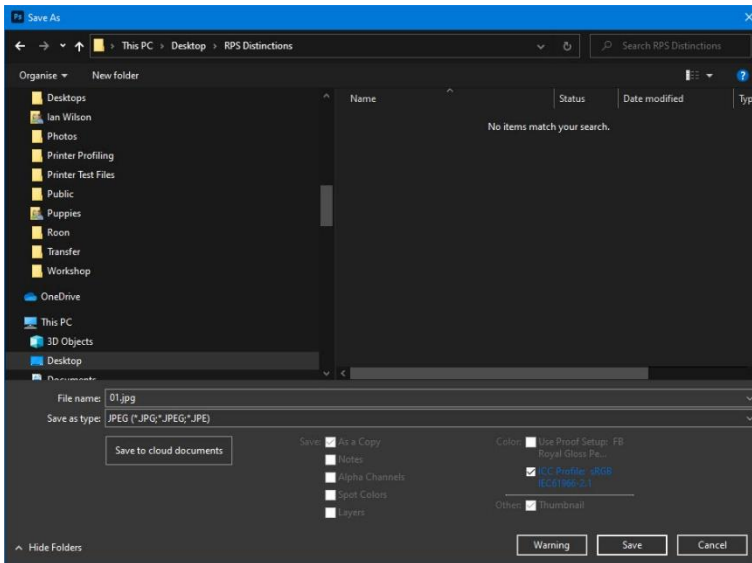 Ps Save As
This PC > Desktop > RPS Distinctions
Search RPS Distinctions
Organise
New folder
Desktops
Ian Wilson
Photos
Printer Profiling
Printer Test Files
Public
Puppies
Roon
Transfer
Workshop
OneDrive
This PC
3D Objects
Desktop
Documents
Name Status Date modified Typ
No items match your search.
File name: 01.jpg
Save as type: JPEG (*.JPG;*.JPEG;*.JPE)
Save to cloud documents
Save: As a Copy
Notes
Alpha Channels
Spot Colors
Layers
Color: Use Proof Setup: FB
Royal Gloss Pe...
ICC Profile: sRGB
IEC61966-2.1
Other: Thumbnail
Hide Folders
Warning
Save
Cancel